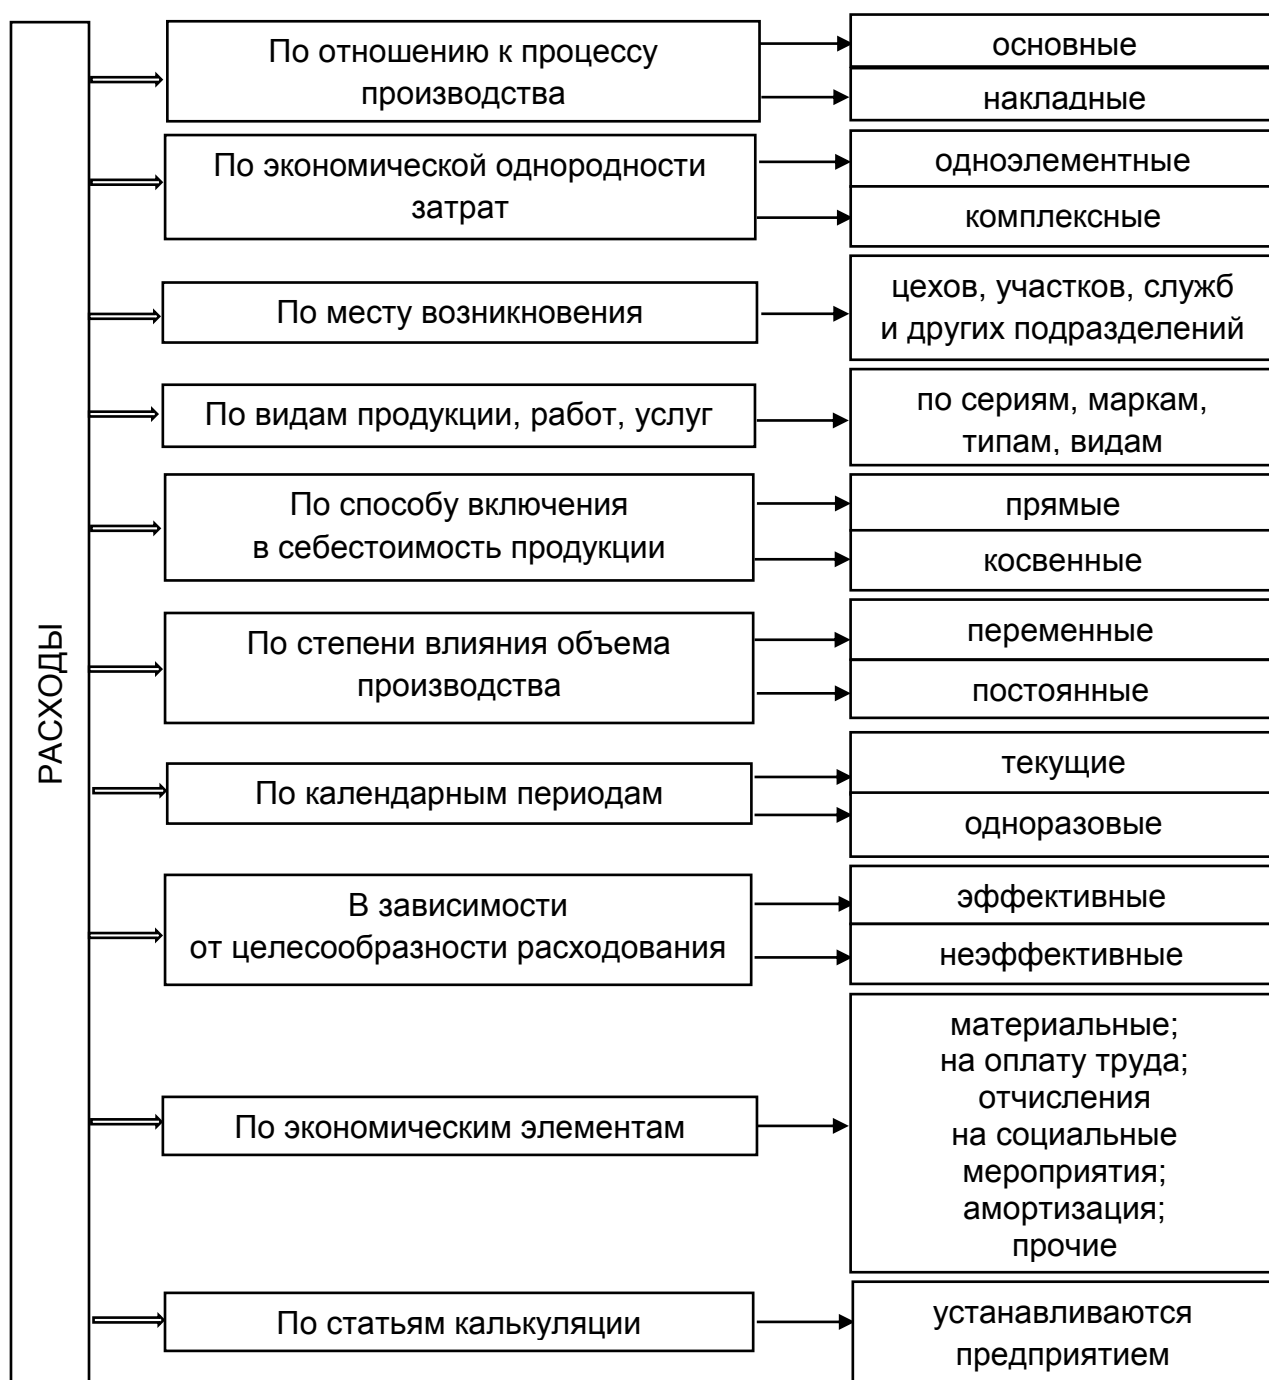 РАСХОДЫ
По отношению к процессу
производства
основные
накладные
По экономической однородности
затрат
одноэлементные
комплексные
По месту возникновения
цехов, участков, служб
и других подразделений
По видам продукции, работ, услуг
по сериям, маркам,
типам, видам
По способу включения
в себестоимость продукции
прямые
косвенные
По степени влияния объема
производства
переменные
постоянные
По календарным периодам
текущие
одноразовые
В зависимости
от целесообразности расходования
эффективные
неэффективные
По экономическим элементам
материальные;
на оплату труда;
отчисления
на социальные
мероприятия;
амортизация;
прочие
По статьям калькуляции
устанавливаются
предприятием